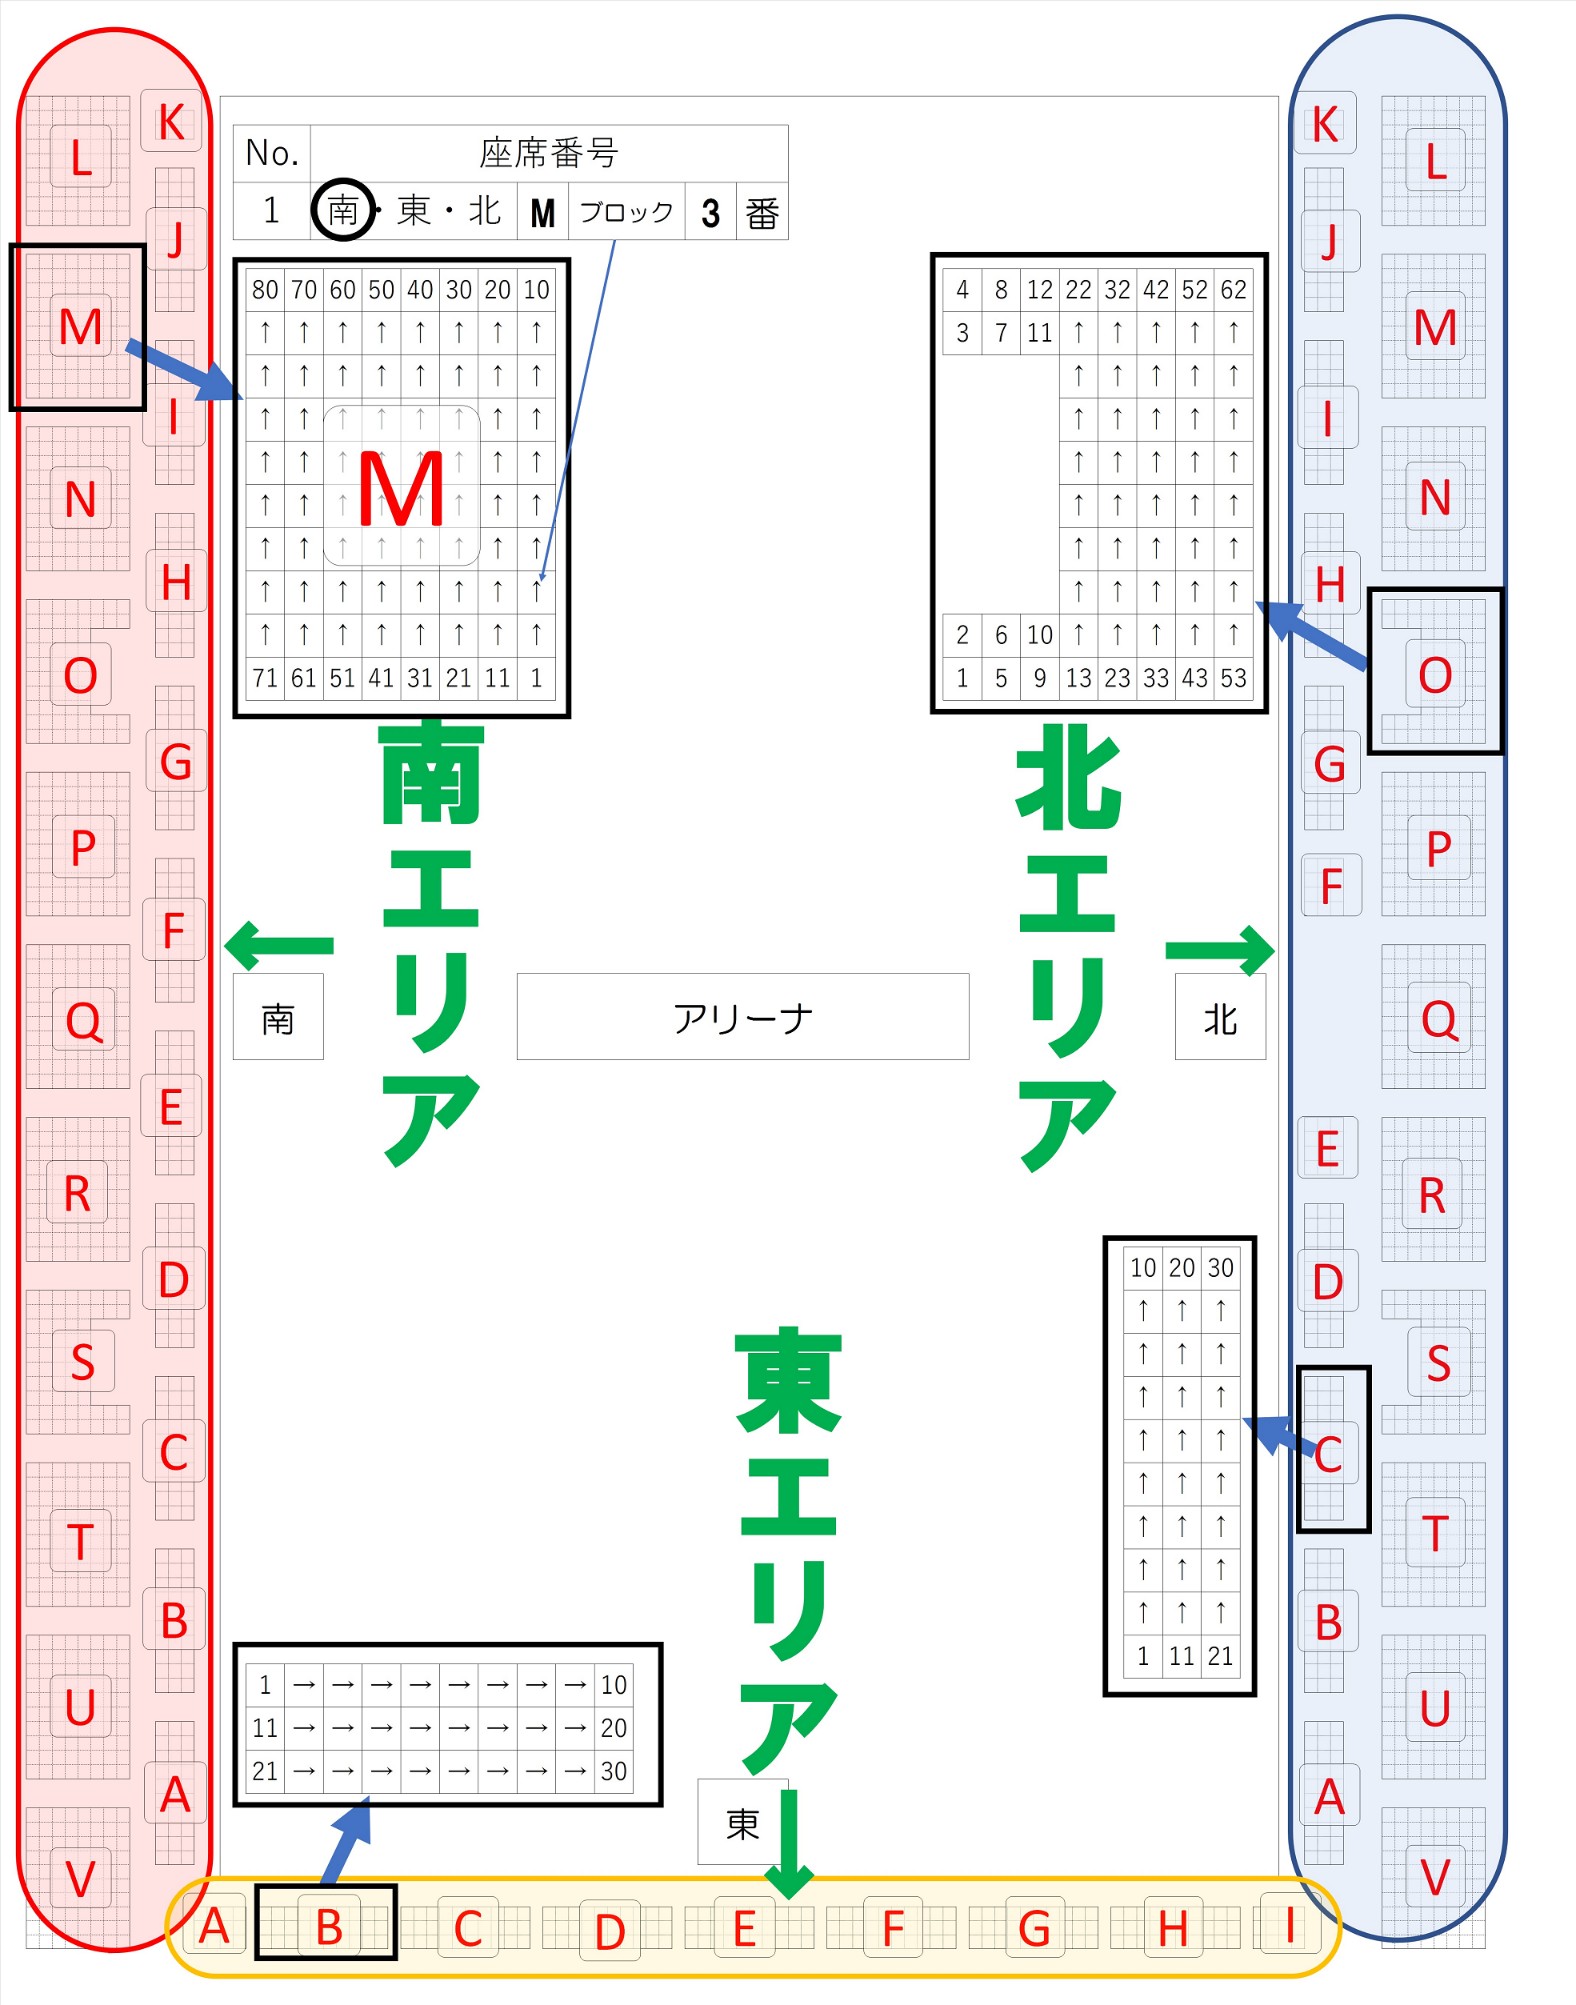 No. 座席番号
1 南・東・北 M ブロック 3 番
L
M
N
O
P
Q
R
S
T
U
V
K
J
I
H
G
F
E
D
C
B
A
80 70 60 50 40 30 20 10
↑ ↑ ↑ ↑ ↑ ↑ ↑ ↑
↑ ↑ ↑ ↑ ↑ ↑ ↑ ↑
↑ ↑ ↑ ↑ ↑ ↑ ↑ ↑
↑ ↑ ↑ ↑ ↑ ↑ ↑ ↑
↑ ↑ ↑ ↑ ↑ ↑ ↑ ↑
↑ ↑ ↑ ↑ ↑ ↑ ↑ ↑
↑ ↑ ↑ ↑ ↑ ↑ ↑ ↑
↑ ↑ ↑ ↑ ↑ ↑ ↑ ↑
71 61 51 41 31 21 11 1
M
南エリア
南
4 8 12 22 32 42 52 62
3 7 11 ↑ ↑ ↑ ↑ ↑
↑ ↑ ↑ ↑ ↑
↑ ↑ ↑ ↑ ↑
↑ ↑ ↑ ↑ ↑
↑ ↑ ↑ ↑ ↑
↑ ↑ ↑ ↑ ↑
↑ ↑ ↑ ↑ ↑
2 6 10 ↑ ↑ ↑ ↑ ↑
1 5 9 13 23 33 43 53
北エリア
北
アリーナ
K
J
I
H
G
F
E
D
C
B
A
L
M
N
O
P
Q
R
S
T
U
V
10 20 30
↑ ↑ ↑
↑ ↑ ↑
↑ ↑ ↑
↑ ↑ ↑
↑ ↑ ↑
↑ ↑ ↑
↑ ↑ ↑
↑ ↑ ↑
1 11 21
東エリア
東
1 → → → → → → → → 10
11 → → → → → → → → 20
21 → → → → → → → → 30
A B C D E F G H I